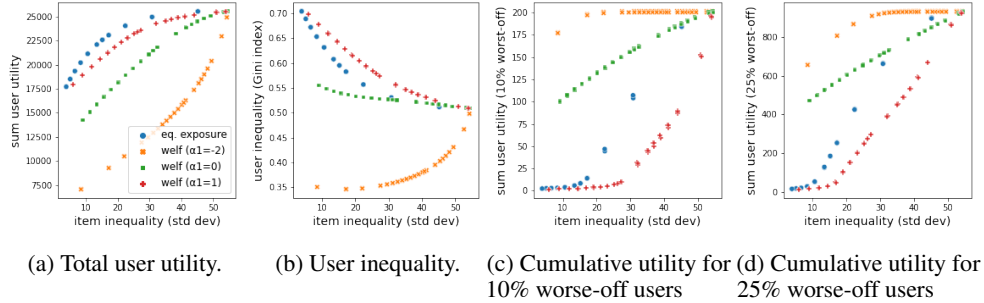 sum user utility
25000
22500
20000
17500
15000
12500
10000
7500
10 20 30 40 50
item inequality (std dev)
eq. exposure
welf (α1=-2)
welf (α1=0)
welf (α1=1)
user inequality (Gini index)
0.70
0.65
0.60
0.55
0.50
0.45
0.40
0.35
10 20 30 40 50
item inequality (std dev)
sum user utility (10% worst-off)
200
175
150
125
100
75
50
25
0
10 20 30 40 50
item inequality (std dev)
sum user utility (25% worst-off)
800
600
400
200
0
10 20 30 40 50
item inequality (std dev)
(a) Total user utility.
(b) User inequality.
(c) Cumulative utility for
10% worse-off users
(d) Cumulative utility for
25% worse-off users